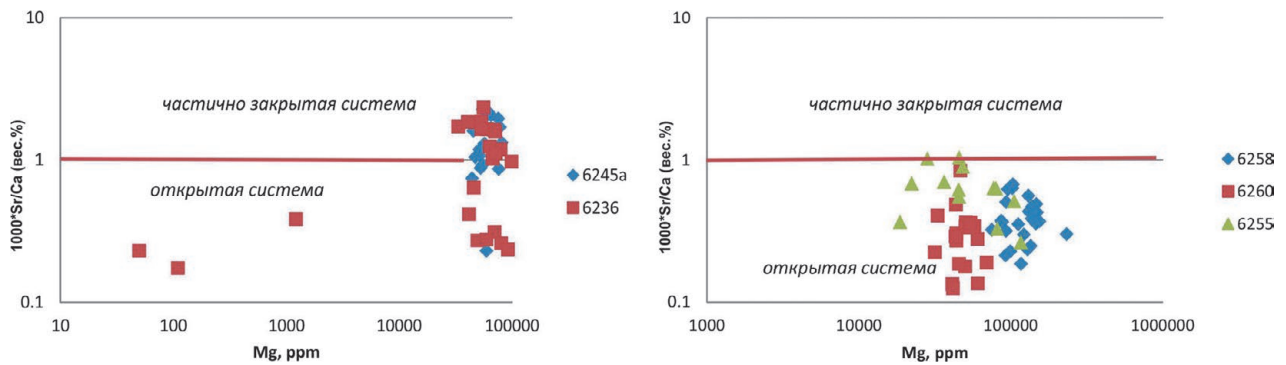 10
1
0.1
1000*Sr/Ca (вес.%)
частично закрытая система
открытая система
10
100
1000
10000
100000
Mg, ppm
6245а
6236
10
1
0.1
1000*Sr/Ca (вес.%)
частично закрытая система
открытая система
1000
10000
100000
1000000
Mg, ppm
6258
6260
6255